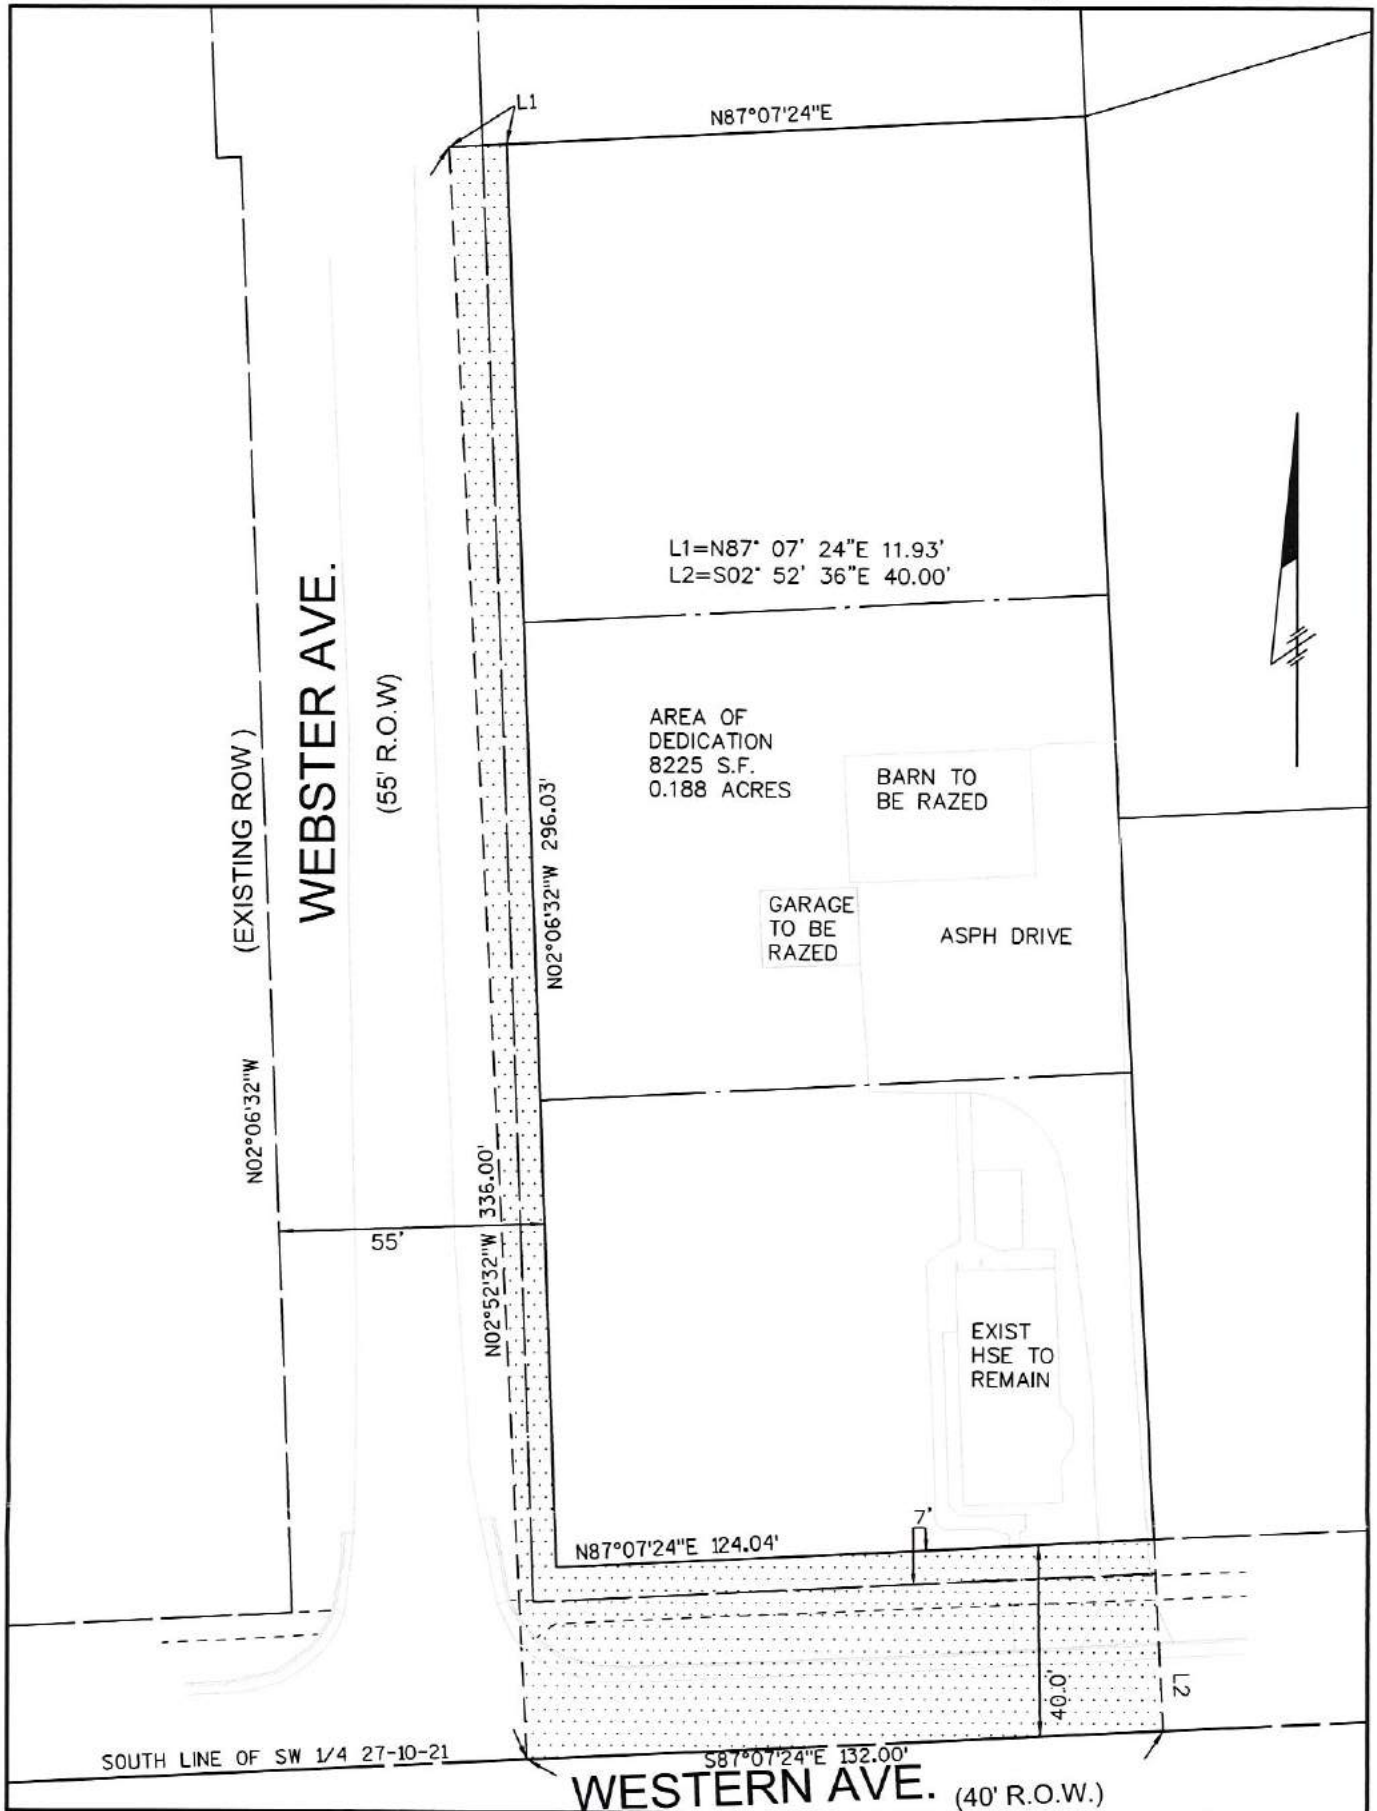 L1
N87°07'24"E
L1=N87° 07' 24"E 11.93'
L2=S02° 52' 36"E 40.00'
WEBSTER AVE.
(55' R.O.W)
(EXISTING ROW )
AREA OF
DEDICATION
8225 S.F.
0.188 ACRES
BARN TO
BE RAZED
GARAGE
TO BE
RAZED
ASPH DRIVE
N02°06'32"W 296.03'
N02°06'32"W
N02°52'32"W 336.00'
55'
EXIST
HSE TO
REMAIN
7'
N87°07'24"E 124.04'
40.0'
L2
SOUTH LINE OF SW 1/4 27-10-21
S87°07'24"E 132.00'
WESTERN AVE. (40' R.O.W.)